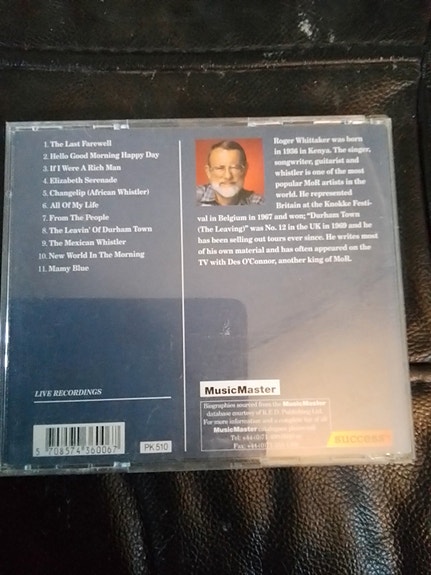 1. The Last Farewell
2. Hello Good Morning Happy Day
3. If I Were A Rich Man
4. Elizabeth Serenade
5. Changelip (African Whistler)
6. All Of My Life
7. From The People
8. The Leavin' Of Durham Town
9. The Mexican Whistler
10. New World In The Morning
11. Mamy Blue
LIVE RECORDINGS
5 708574 360067
PK 510
Roger Whittaker was born
in 1936 in Kenya. The singer,
songwriter, guitarist and
whistler is one of the most
popular MoR artists in the
world. He represented
Britain at the Knokke Festi-
val in Belgium in 1967 and won; "Durham Town
(The Leaving)" was No. 12 in the UK in 1969 and he
has been selling out tours ever since. He writes most
of his own material and has often appeared on the
TV with Des O'Connor, another king of MoR.
MusicMaster
Biographies sourced from the MusicMaster
database courtesy of R.E.D. Publishing Ltd.
For more information and a complete list of all
MusicMaster
Tel:
Fax:
success